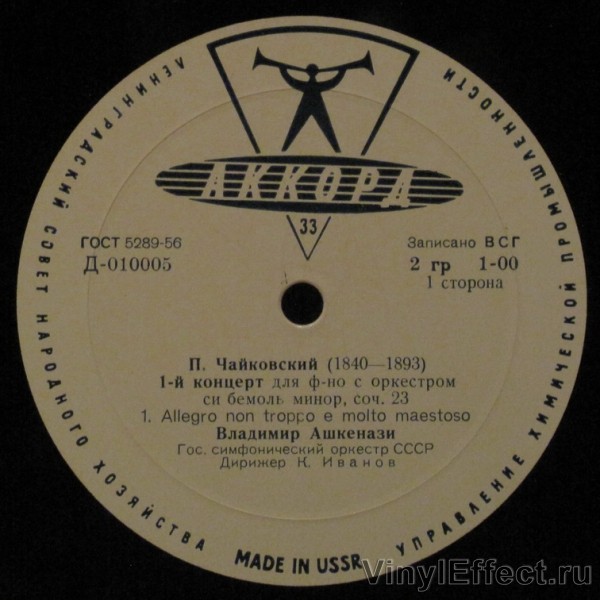 ЛЕНИНГРАДСКИЙ СОВЕТ НАРОДНОГО ХОЗЯЙСТВА
УПРАВЛЕНИЕ ХИМИЧЕСКОЙ ПРОМЫШЛЕННОСТИ
АККОРД
33
ГОСТ 5289-56
Записано ВСГ
Д-010005
2 гр 1-00
1 сторона
П. Чайковский (1840—1893)
1-й концерт для ф-но с оркестром
си бемоль минор, соч. 23
1. Allegro non troppo e molto maestoso
Владимир Ашкенази
Гос. симфонический оркестр СССР
Дирижер К. Иванов
MADE IN USSR
VinylEffect.ru